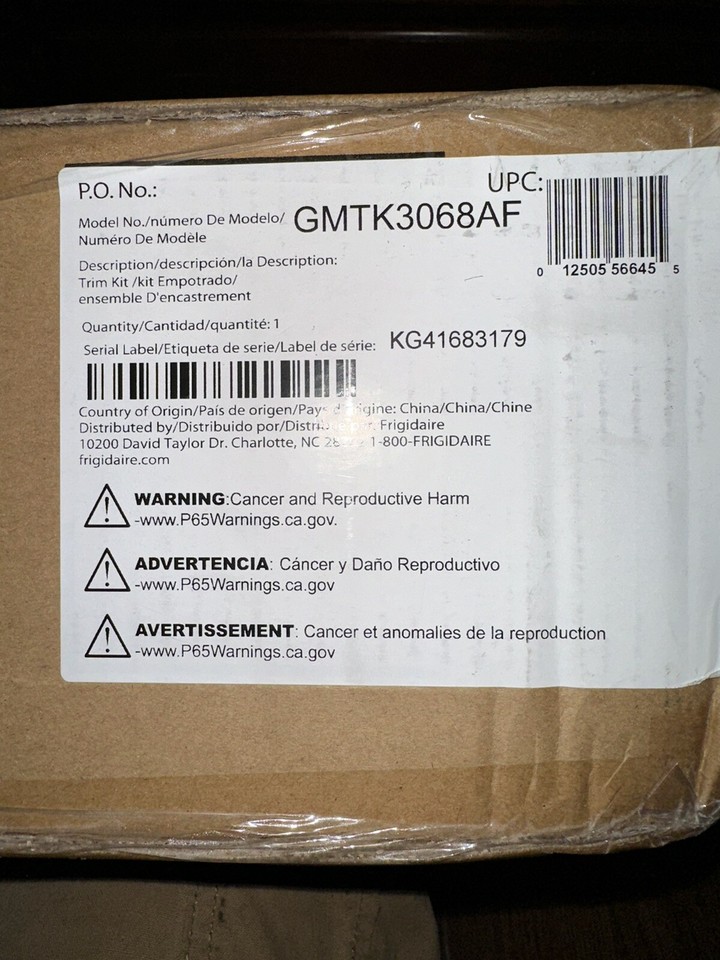 P.O. No.:
UPC:
Model No./número De Modelo/ GMTK3068AF
Numéro De Modèle
0 12505 56645 5
Description/descripción/la Description:
Trim Kit /kit Empotrado/
ensemble D'encastrement
Quantity/Cantidad/quantité: 1
Serial Label/Etiqueta de serie/Label de série: KG41683179
Country of Origin/País de origen/Pays igine: China/China/Chine
Distributed by/Distribuido por/Distri Frigidaire
10200 David Taylor Dr. Charlotte, NC 1-800-FRIGIDAIRE
frigidaire.com
WARNING:Cancer and Reproductive Harm
-www.P65Warnings.ca.gov.
ADVERTENCIA: Cáncer y Daño Reproductivo
-www.P65Warnings.ca.gov
AVERTISSEMENT: Cancer et anomalies de la reproduction
-www.P65Warnings.ca.gov